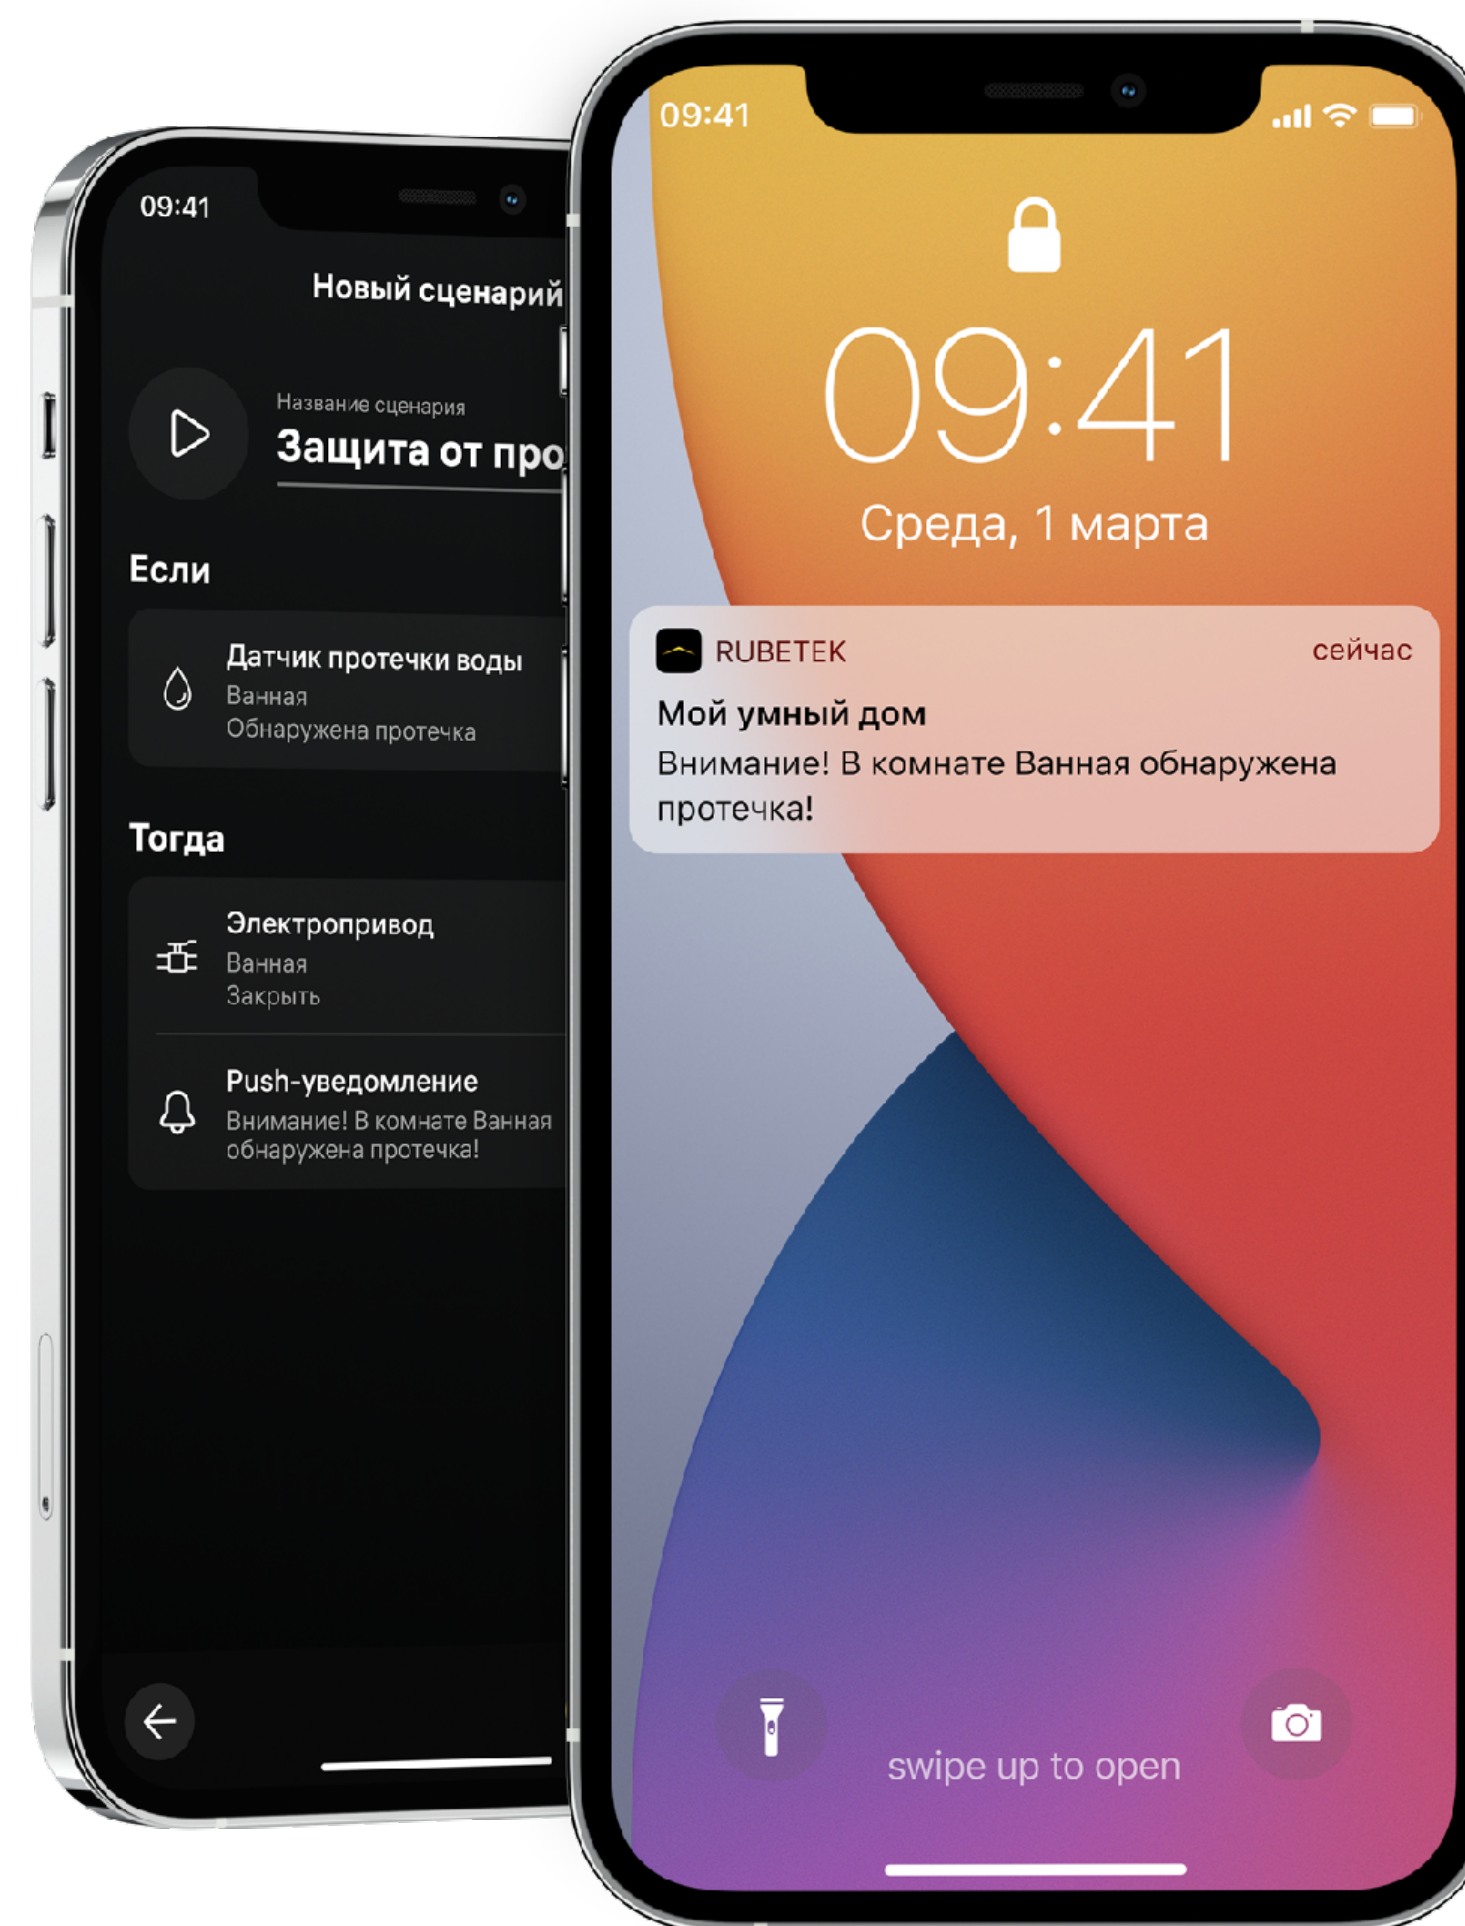 09:41
Новый сценарий
Название сценария
Защита от
Если
Датчик протечки воды
Ванная
Обнаружена протечка
Тогда
Электропривод
Ванная
Закрыть
Push-уведомление
Внимание! В комнате Ванная
обнаружена протечка!
09:41
09:41
Среда, 1 марта
RUBETEK
сейчас
Мой умный дом
Внимание! В комнате Ванная обнаружена
протечка!
swipe up to open